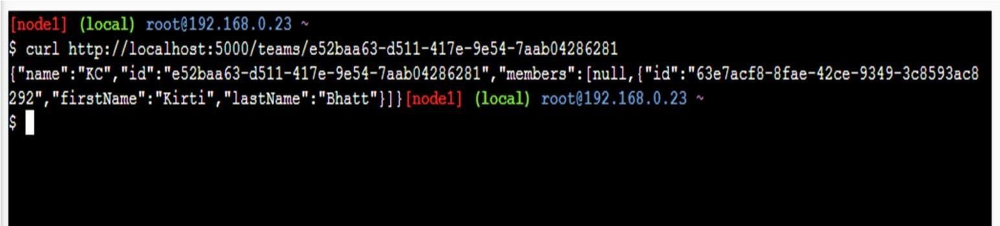 [node1] (local) root@192.168.0.23 ~
$ curl http://localhost:5000/teams/e52baa63-d511-417e-9e54-7aab04286281
{"name":"KC","id":"e52baa63-d511-417e-9e54-7aab04286281","members":[null,{"id":"63e7acf8-8fae-42ce-9349-3c8593ac8
292","firstName":"Kirti","lastName":"Bhatt"}]}[node1] (local) root@192.168.0.23 ~
$